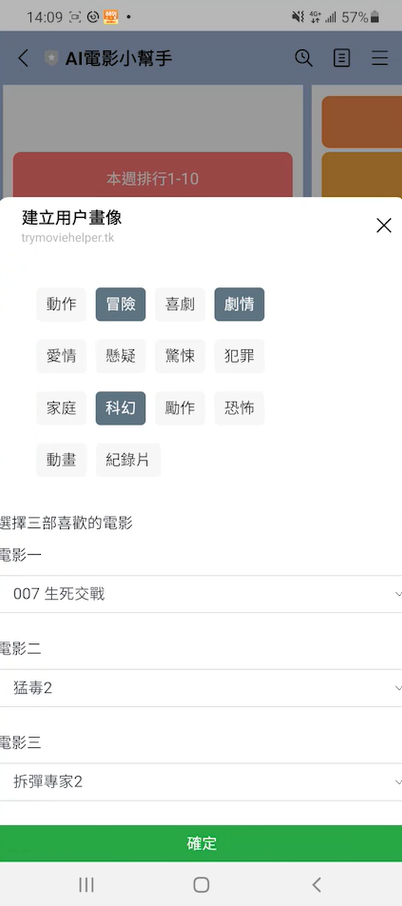 14:09
4G+
57%
AI電影小幫手
本週排行1-10
建立用户畫像
trymoviehelper.tk
動作 冒險 喜劇 劇情
愛情 懸疑 驚悚 犯罪
家庭 科幻 勵作 恐怖
動畫 紀錄片
選擇三部喜歡的電影
電影一
007 生死交戰
電影二
猛毒2
電影三
拆彈專家2
確定